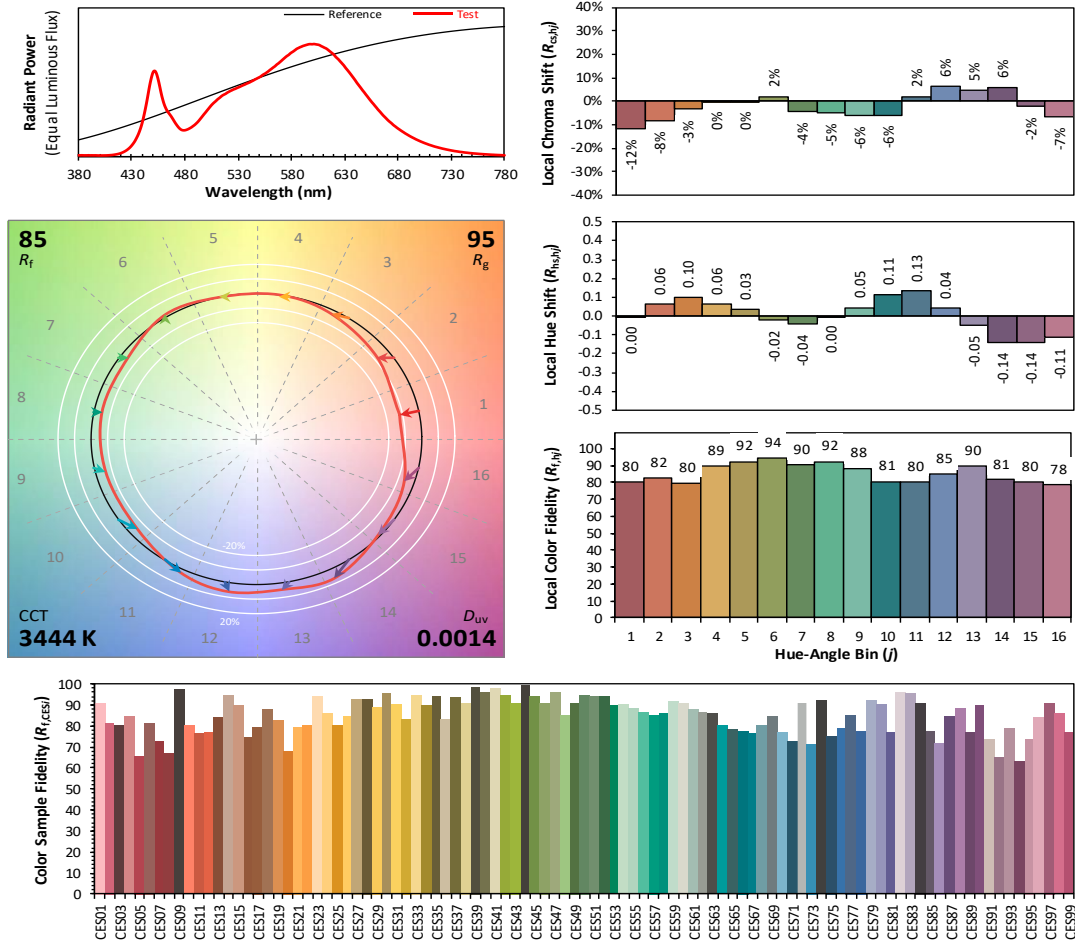 Reference Test
Radiant Power
(Equal Luminous Flux)
380 430 480 530 580 630 680 730 780
Wavelength (nm)
Local Chroma Shift (Rcs,hj)
40%
30%
20%
10%
0%
-10%
-20%
-30%
-40%
-12% -8% -3% 0% 0% 2% -4% -5% -6% -6% 2% 6% 5% 6% -2% -7%
85
Rf
95
Rg
5 4
6 3
7 2
8 1
9 16
10 15
11 14
12 13
-20%
20%
CCT
3444 K
Duv
0.0014
Local Hue Shift (Rhs,hj)
0.5
0.4
0.3
0.2
0.1
0.0
-0.1
-0.2
-0.3
-0.4
-0.5
0.00 0.06 0.10 0.06 0.03 -0.02 -0.04 0.00 0.05 0.11 0.13 0.04 -0.05 -0.14 -0.14 -0.11
Local Color Fidelity (Rf,hj)
100
90
80
70
60
50
40
30
20
10
0
80 82 80 89 92 94 90 92 88 81 80 85 90 81 80 78
1 2 3 4 5 6 7 8 9 10 11 12 13 14 15 16
Hue-Angle Bin (j)
Color Sample Fidelity (Rf,CESi)
100
90
80
70
60
50
40
30
20
10
0
CES01 CES03 CES05 CES07 CES09 CES11 CES13 CES15 CES17 CES19 CES21 CES23 CES25 CES27 CES29 CES31 CES33 CES35 CES37 CES39 CES41 CES43 CES45 CES47 CES49 CES51 CES53 CES55 CES57 CES59 CES61 CES63 CES65 CES67 CES69 CES71 CES73 CES75 CES77 CES79 CES81 CES83 CES85 CES87 CES89 CES91 CES93 CES95 CES97 CES99